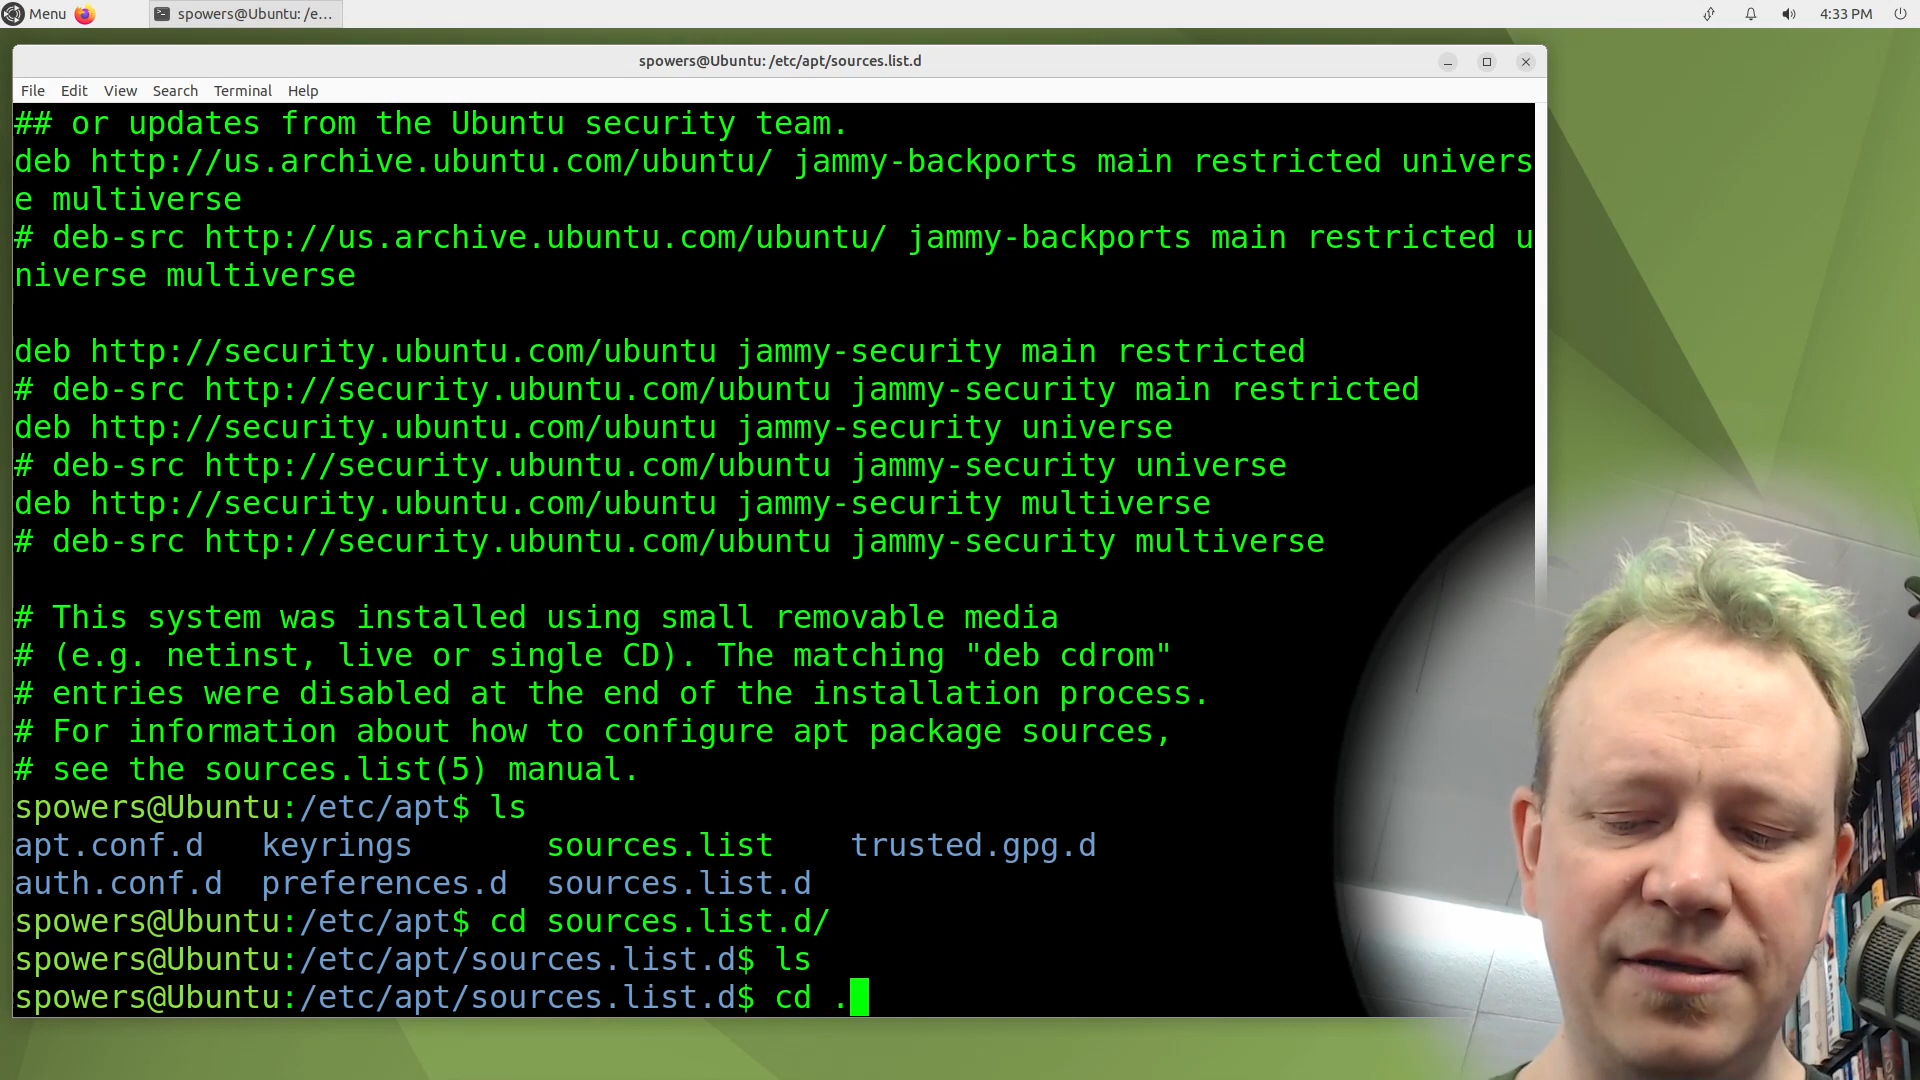 Menu spowers@Ubuntu: /e... 4:33 PM
spowers@Ubuntu: /etc/apt/sources.list.d
File Edit View Search Terminal Help
## or updates from the Ubuntu security team.
deb http://us.archive.ubuntu.com/ubuntu/ jammy-backports main restricted univers
e multiverse
# deb-src http://us.archive.ubuntu.com/ubuntu/ jammy-backports main restricted u
niverse multiverse
deb http://security.ubuntu.com/ubuntu jammy-security main restricted
# deb-src http://security.ubuntu.com/ubuntu jammy-security main restricted
deb http://security.ubuntu.com/ubuntu jammy-security universe
# deb-src http://security.ubuntu.com/ubuntu jammy-security universe
deb http://security.ubuntu.com/ubuntu jammy-security multiverse
# deb-src http://security.ubuntu.com/ubuntu jammy-security multiverse
# This system was installed using small removable media
# (e.g. netinst, live or single CD). The matching "deb cdrom"
# entries were disabled at the end of the installation process.
# For information about how to configure apt package sources,
# see the sources.list(5) manual.
spowers@Ubuntu:/etc/apt$ ls
apt.conf.d keyrings sources.list trusted.gpg.d
auth.conf.d preferences.d sources.list.d
spowers@Ubuntu:/etc/apt$ cd sources.list.d/
spowers@Ubuntu:/etc/apt/sources.list.d$ ls
spowers@Ubuntu:/etc/apt/sources.list.d$ cd .